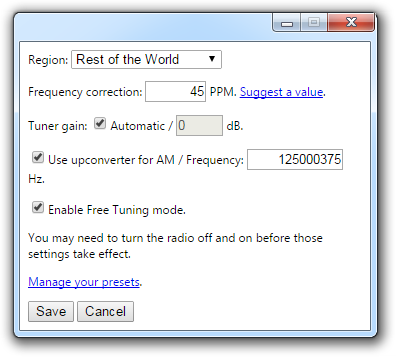 Region: Rest of the World
Frequency correction: 45 PPM. Suggest a value.
Tuner gain: Automatic / 0 dB.
Use upconverter for AM / Frequency: 125000375
Hz.
Enable Free Tuning mode.
You may need to turn the radio off and on before those
settings take effect.
Manage your presets.
Save Cancel